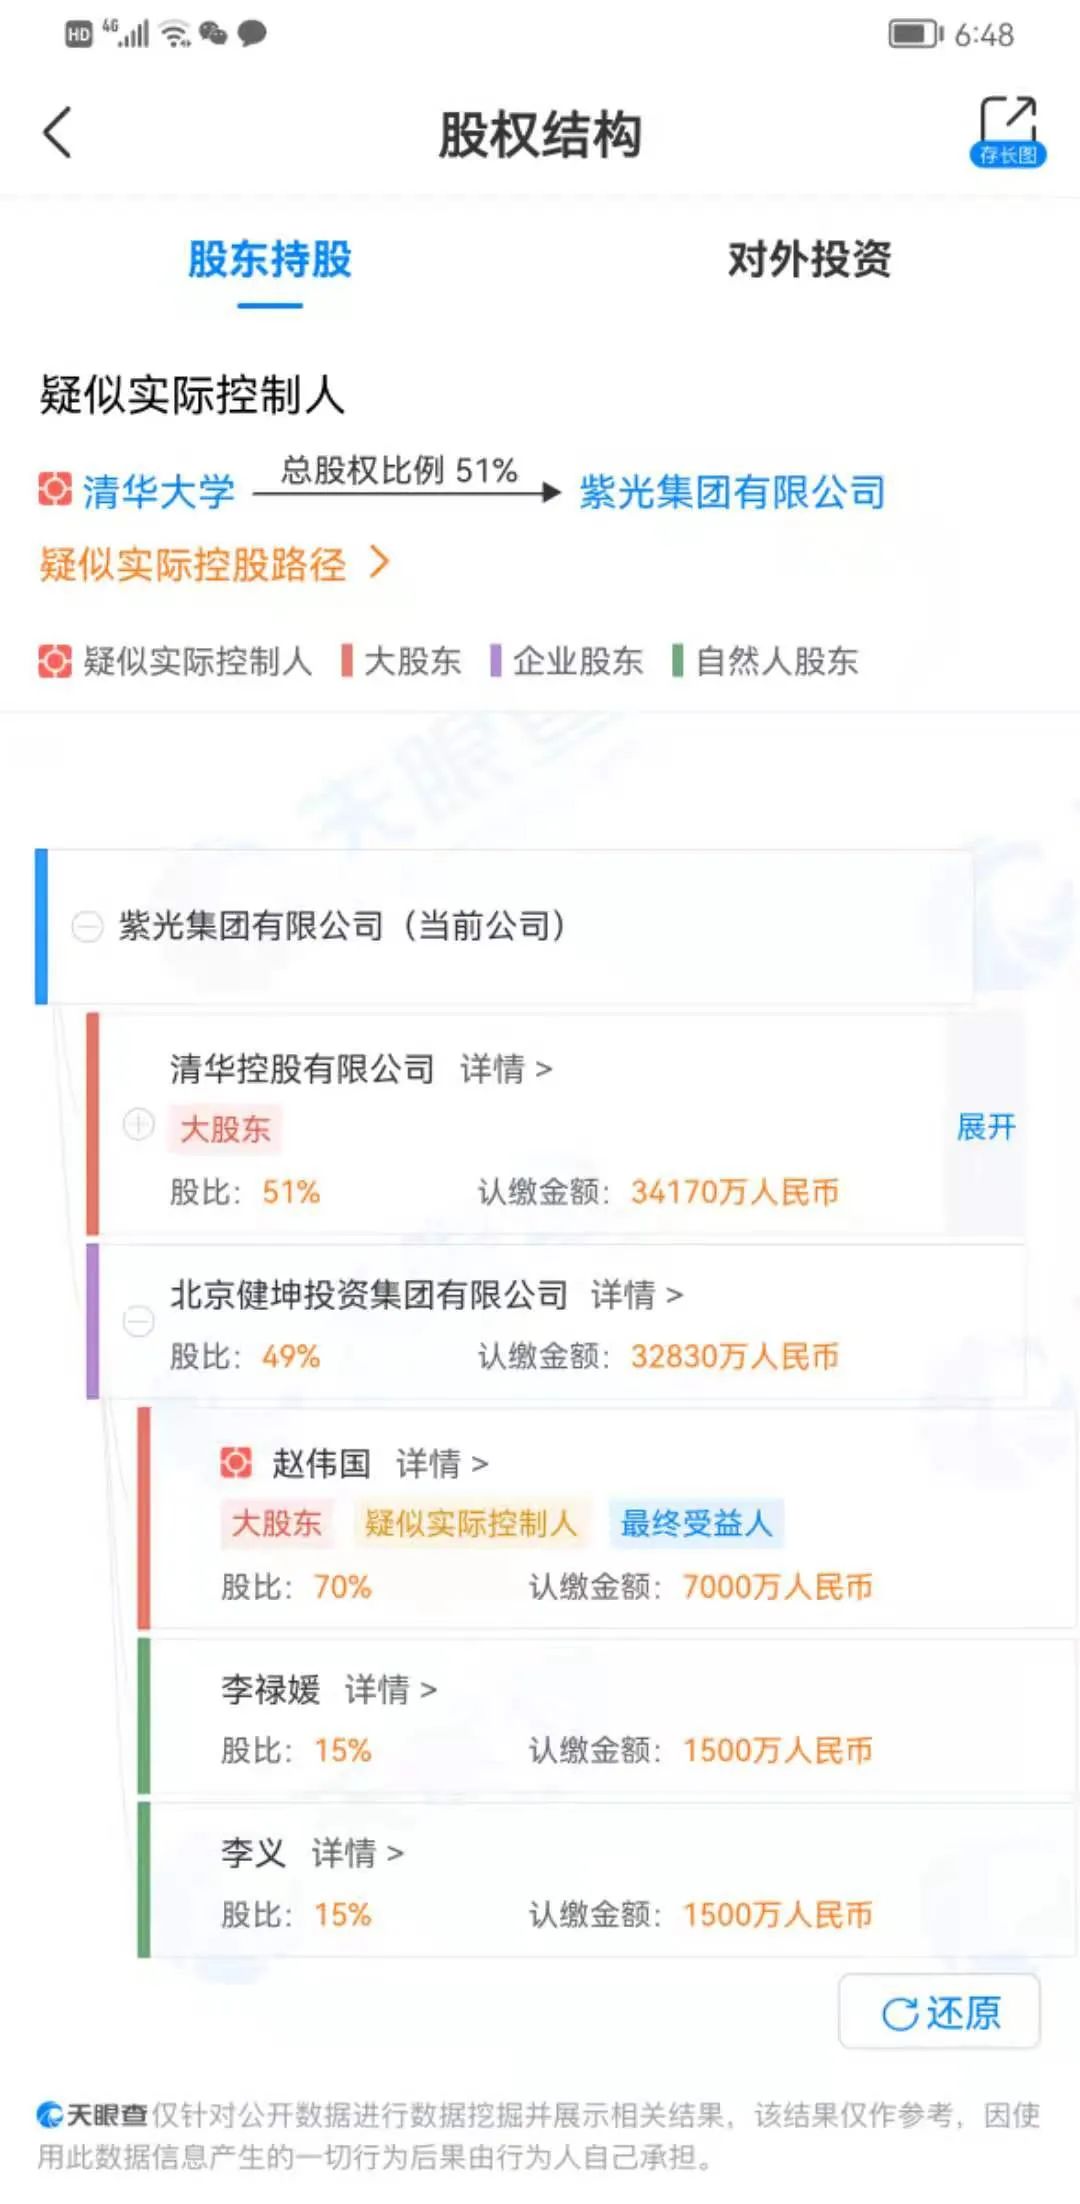 HD 4G 6:48
股权结构
存长图
股东持股 对外投资
疑似实际控制人
清华大学 总股权比例 51% 紫光集团有限公司
疑似实际控股路径 >
疑似实际控制人 大股东 企业股东 自然人股东
天眼查
紫光集团有限公司（当前公司）
清华控股有限公司 详情 >
大股东
展开
股比： 51% 认缴金额： 34170万人民币
北京健坤投资集团有限公司 详情 >
股比： 49% 认缴金额： 32830万人民币
赵伟国 详情 >
大股东 疑似实际控制人 最终受益人
股比： 70% 认缴金额： 7000万人民币
李禄媛 详情 >
股比： 15% 认缴金额： 1500万人民币
李义 详情 >
股比： 15% 认缴金额： 1500万人民币
还原
天眼查仅针对公开数据进行数据挖掘并展示相关结果，该结果仅作参考，因使
用此数据信息产生的一切行为后果由行为人自己承担。